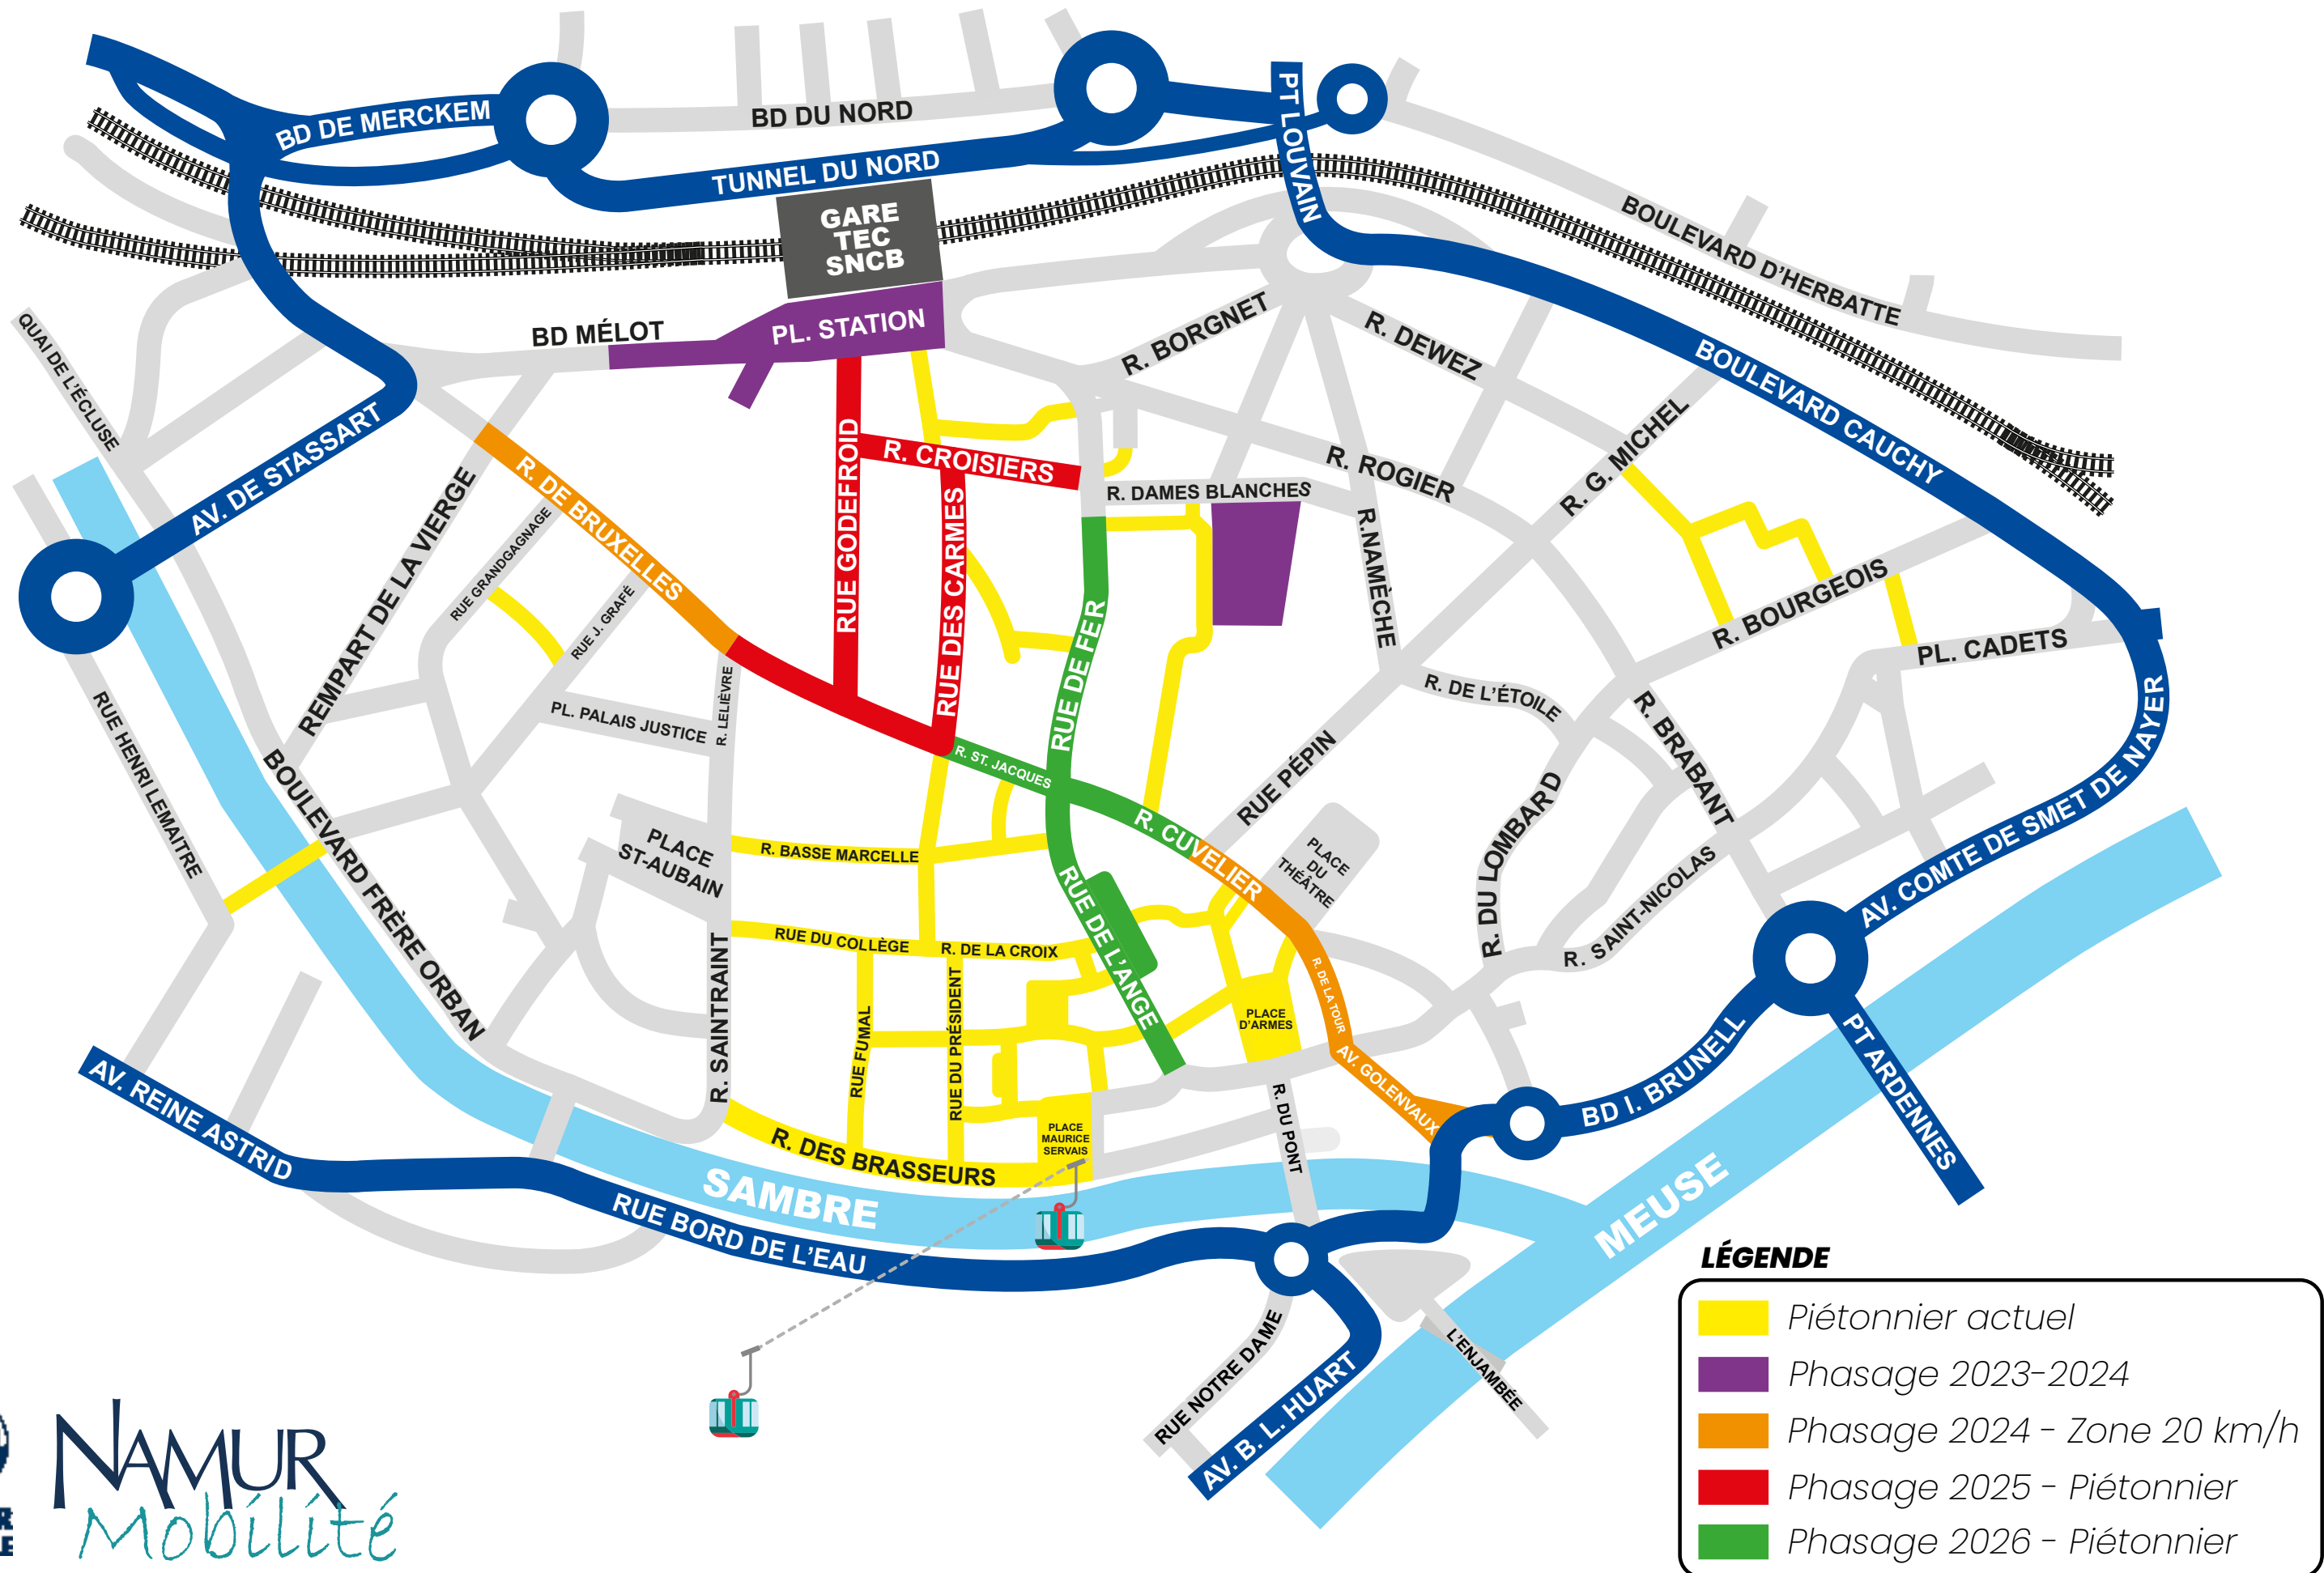 BD DE MERCKEM
BD DU NORD
PT LOUVAIN
TUNNEL DU NORD
GARE
TEC
SNCB
BOULEVARD D'HERBATTE
QUAI DE L'ÉCLUSE
BD MÉLOT
PL. STATION
R. BORGNET
R. DEWEZ
BOULEVARD CAUCHY
AV. DE STASSART
R. DE BRUXELLES
RUE GODEFROID
R. CROISIERS
R. DAMES BLANCHES
R. ROGIER
R. G. MICHEL
REMPART DE LA VIERGE
RUE GRANDGAGNAGE
RUE J. GRAFÉ
RUE DES CARMES
RUE DE FER
R.NAMÈCHE
R. BOURGEOIS
PL. CADETS
RUE HENRI LEMAITRE
PL. PALAIS JUSTICE
R. LELIÈVRE
R. ST. JACQUES
R. DE L'ÉTOILE
R. BRABANT
BOULEVARD FRÈRE ORBAN
PLACE
ST-AUBAIN
R. BASSE MARCELLE
R. CUVELIER
RUE PÉPIN
PLACE
DU
THÉÂTRE
R. DU LOMBARD
R. SAINT-NICOLAS
AV. COMTE DE SMET DE NAYER
RUE DU COLLÈGE
R. DE LA CROIX
RUE DE L'ANGE
R. SAINTRAINT
RUE FUMAL
RUE DU PRÉSIDENT
PLACE
D'ARMES
R. DE LA TOUR
AV. GOLENVAUX
BD I. BRUNELL
PT ARDENNES
AV. REINE ASTRID
R. DES BRASSEURS
PLACE
MAURICE
SERVAIS
R. DU PONT
SAMBRE
MEUSE
RUE BORD DE L'EAU
RUE NOTRE DAME
AV. B. L. HUART
L'ENJAMBÉE
LÉGENDE
Piétonnier actuel
Phasage 2023-2024
Phasage 2024 - Zone 20 km/h
Phasage 2025 - Piétonnier
Phasage 2026 - Piétonnier
NAMUR
Mobilité